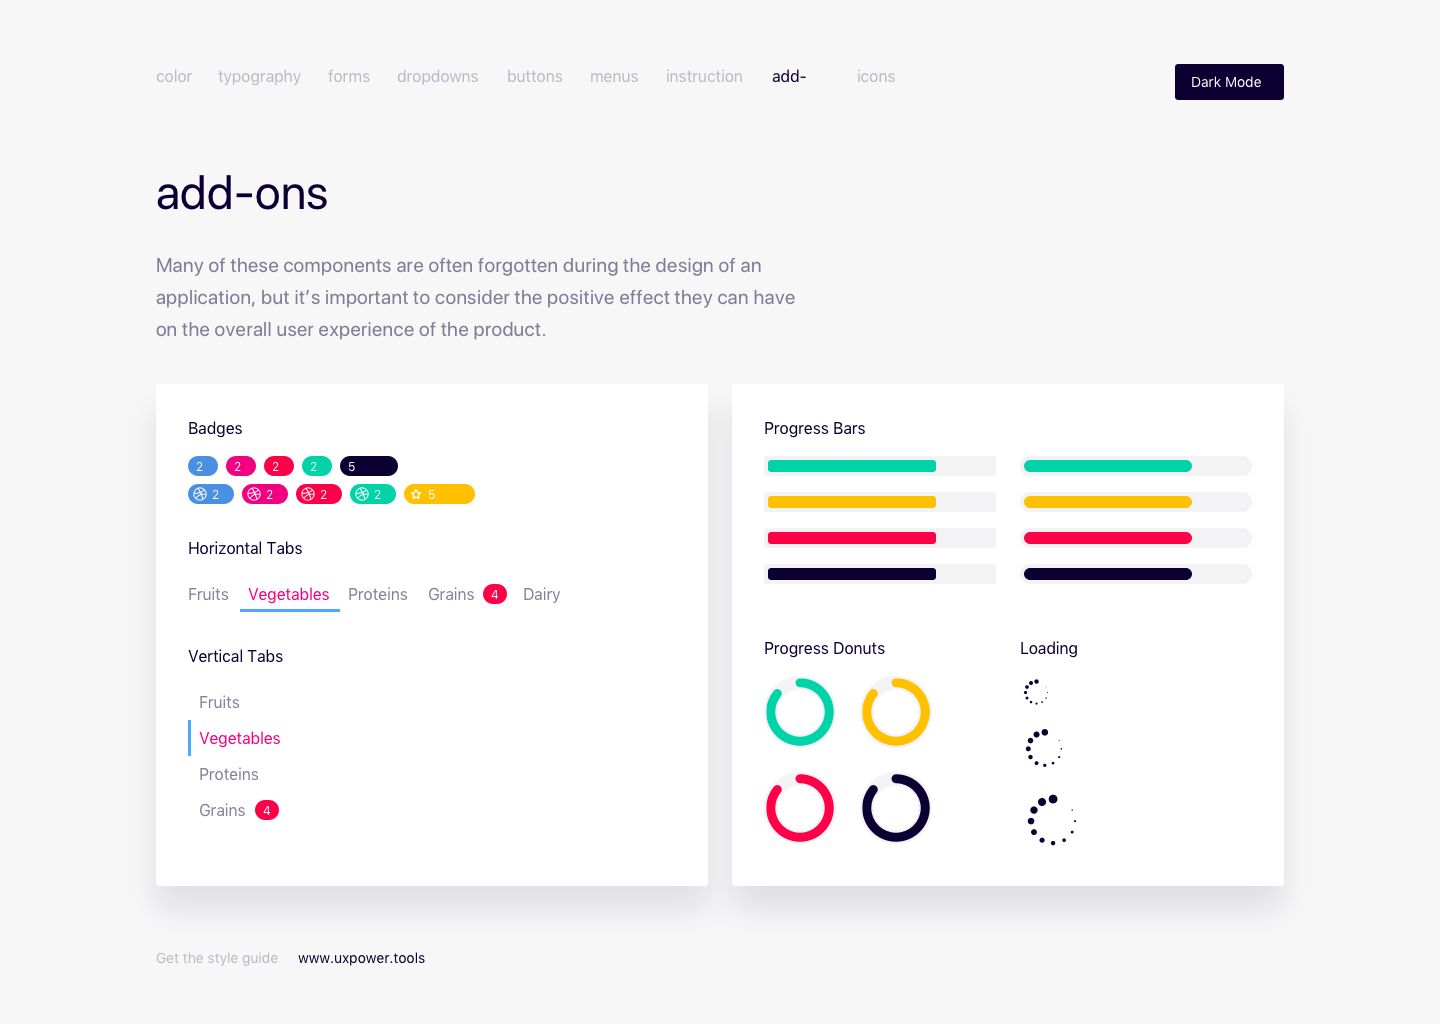 color typography forms dropdowns buttons menus instruction add- icons Dark Mode
add-ons
Many of these components are often forgotten during the design of an
application, but it’s important to consider the positive effect they can have
on the overall user experience of the product.
Badges
2 2 2 2 5
2 2 2 2 5
Horizontal Tabs
Fruits Vegetables Proteins Grains 4 Dairy
Vertical Tabs
Fruits
Vegetables
Proteins
Grains 4
Progress Bars
Progress Donuts
Loading
Get the style guide www.uxpower.tools